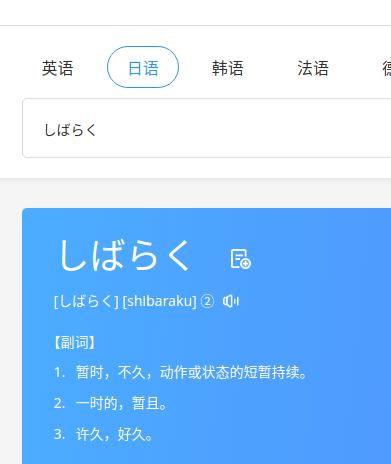 英语 日语 韩语 法语 德
しばらく
しばらく
[しばらく] [shibaraku] ②
【副词】
1. 暂时，不久，动作或状态的短暂持续。
2. 一时的，暂且。
3. 许久，好久。